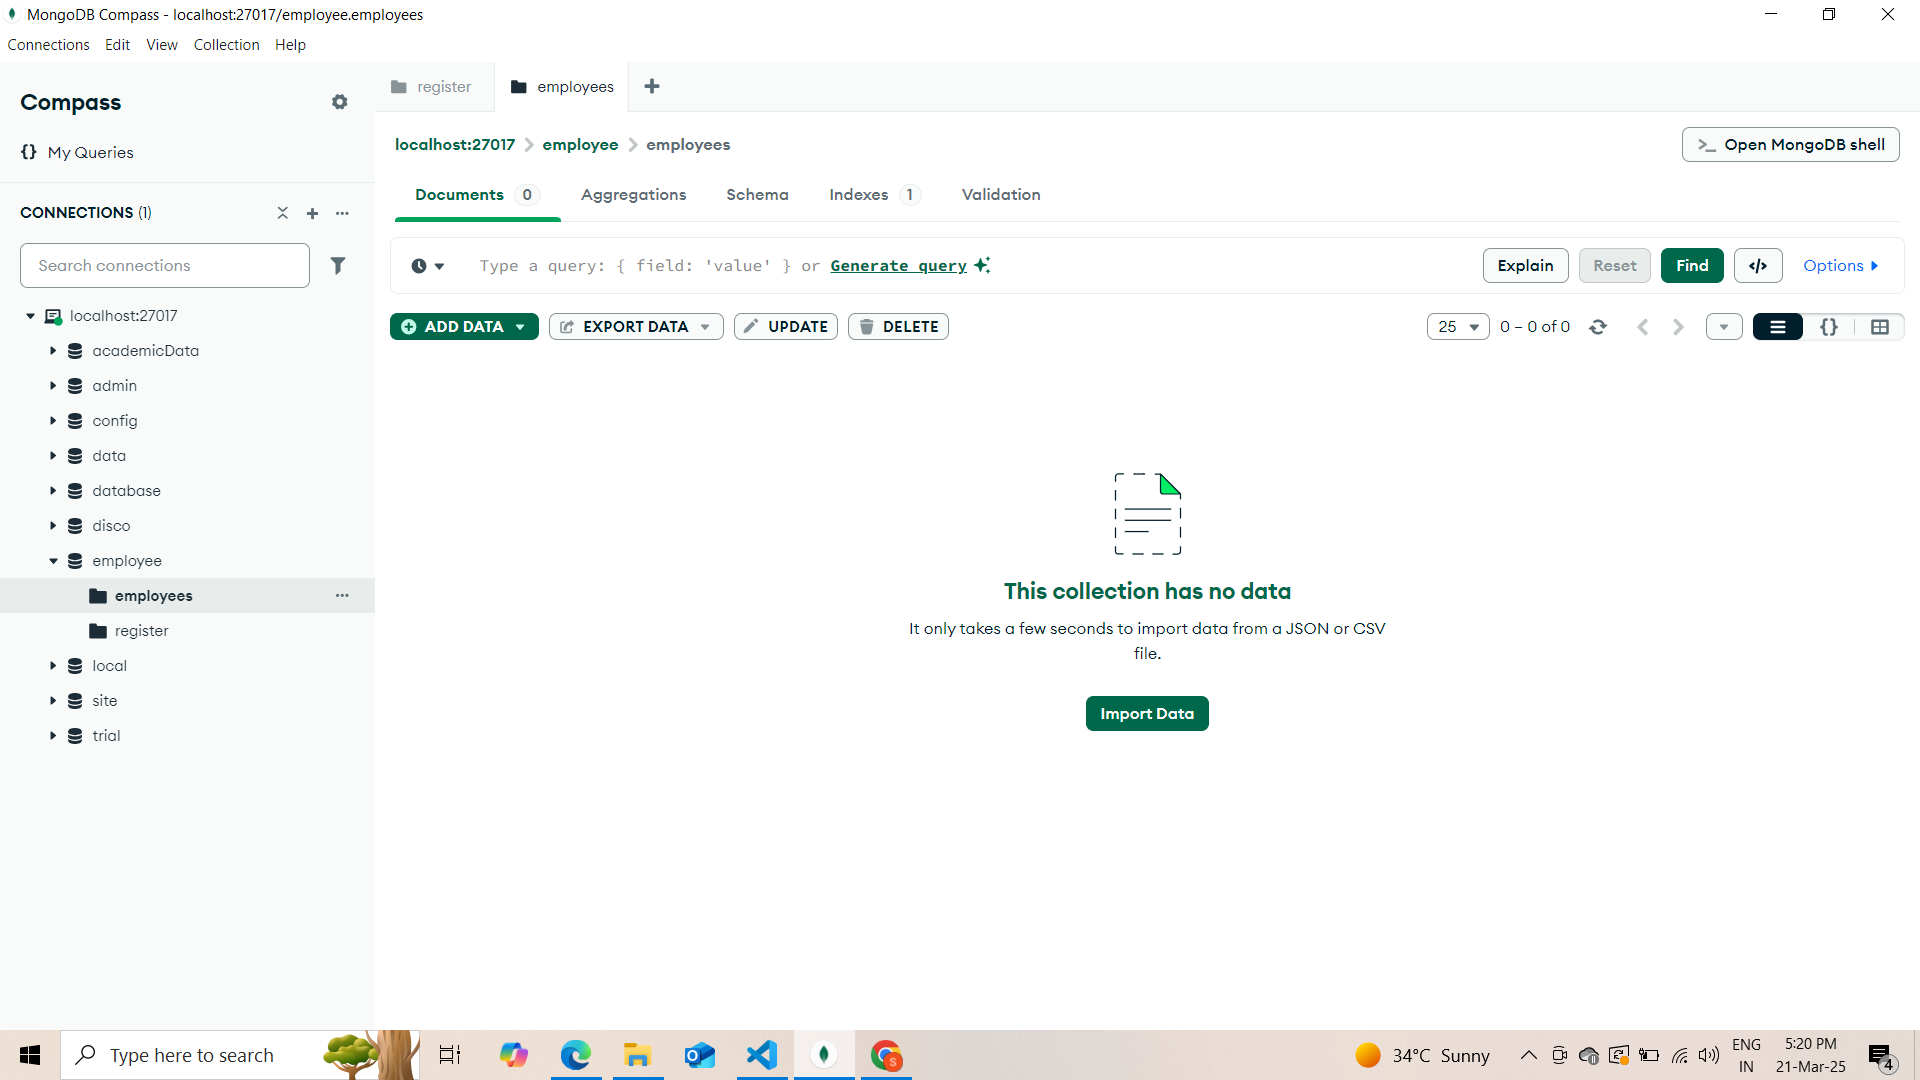 MongoDB Compass - localhost:27017/employee.employees
Connections Edit View Collection Help
Compass
{} My Queries
CONNECTIONS (1)
Search connections
localhost:27017
academicData
admin
config
data
database
disco
employee
employees
register
local
site
trial
register employees
localhost:27017 employee employees
>_ Open MongoDB shell
Documents 0 Aggregations Schema Indexes 1 Validation
Type a query: { field: 'value' } or Generate query
Explain Reset Find </> Options
ADD DATA EXPORT DATA UPDATE DELETE
25 0 – 0 of 0 {}
This collection has no data
It only takes a few seconds to import data from a JSON or CSV
file.
Import Data
Type here to search
34°C Sunny
ENG
IN
5:20 PM
21-Mar-25
4